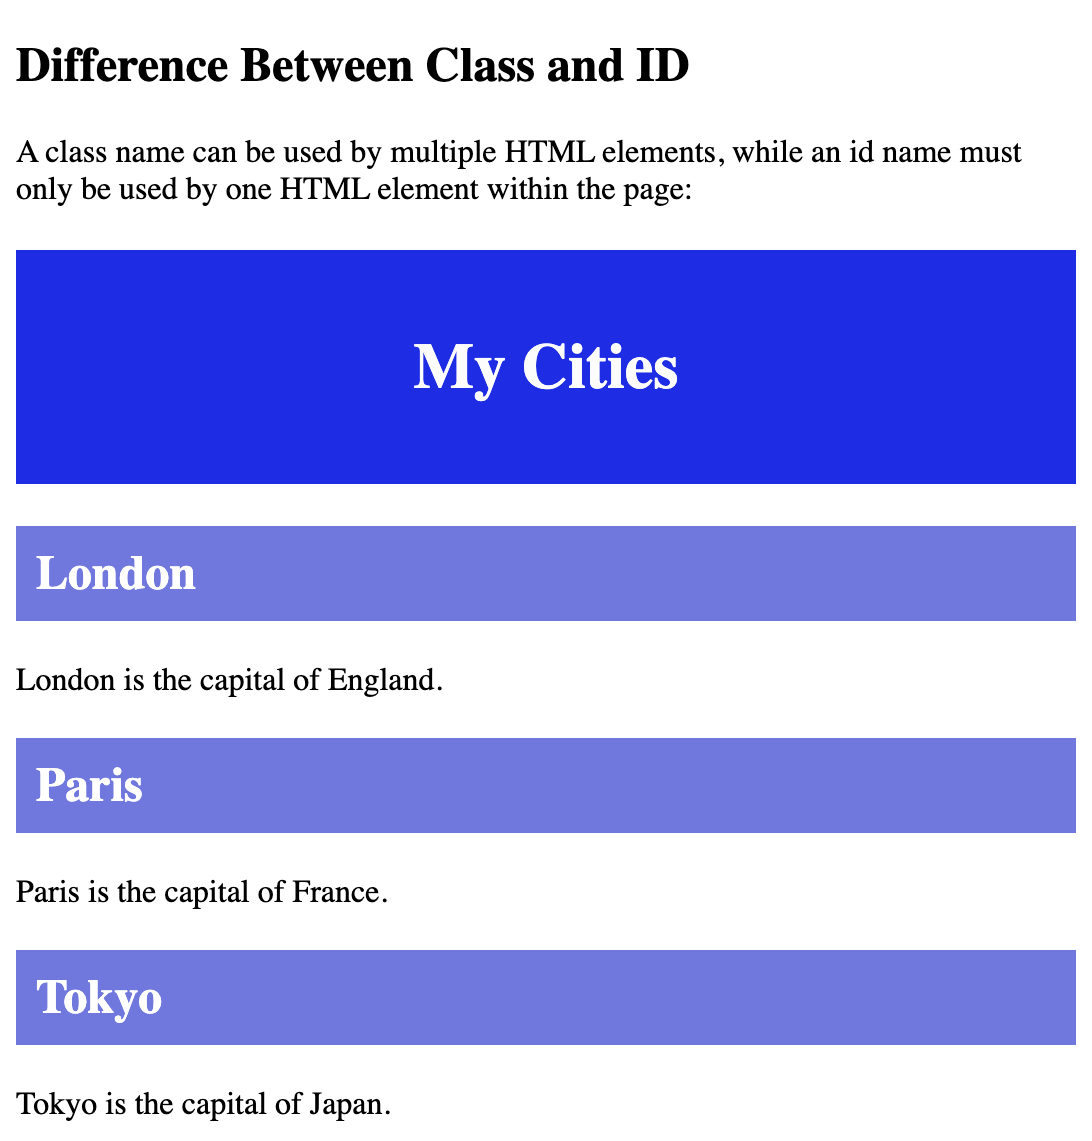 Difference Between Class and ID
A class name can be used by multiple HTML elements, while an id name must
only be used by one HTML element within the page:
My Cities
London
London is the capital of England.
Paris
Paris is the capital of France.
Tokyo
Tokyo is the capital of Japan.